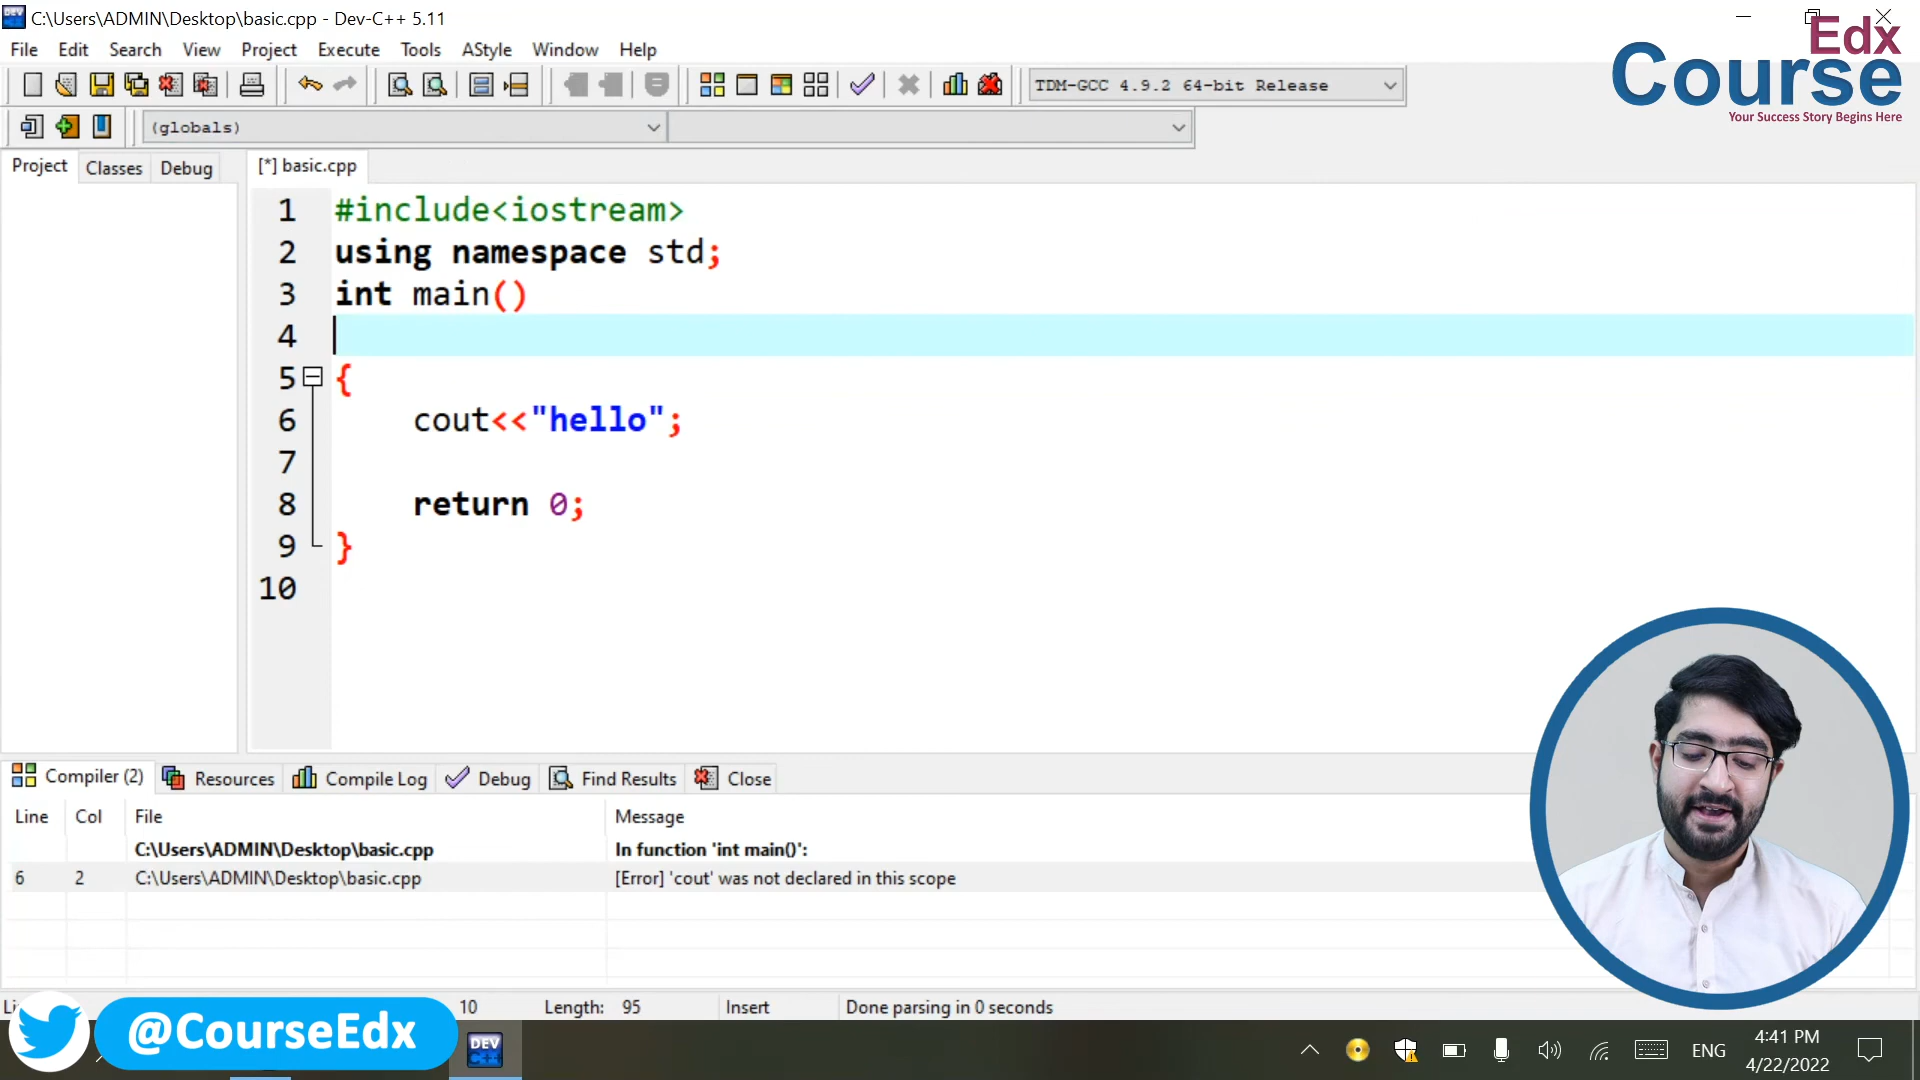 C:\Users\ADMIN\Desktop\basic.cpp - Dev-C++ 5.11
File Edit Search View Project Execute Tools AStyle Window Help
Edx
Course
Your Success Story Begins Here
TDM-GCC 4.9.2 64-bit Release
(globals)
Project Classes Debug
[*] basic.cpp
1 #include<iostream>
2 using namespace std;
3 int main()
4
5 {
6 cout<<"hello";
7
8 return 0;
9 }
10
Compiler (2) Resources Compile Log Debug Find Results Close
Line Col File Message
C:\Users\ADMIN\Desktop\basic.cpp In function 'int main()':
6 2 C:\Users\ADMIN\Desktop\basic.cpp [Error] 'cout' was not declared in this scope
10 Length: 95 Insert Done parsing in 0 seconds
@CourseEdx
DEV C++
ENG
4:41 PM
4/22/2022